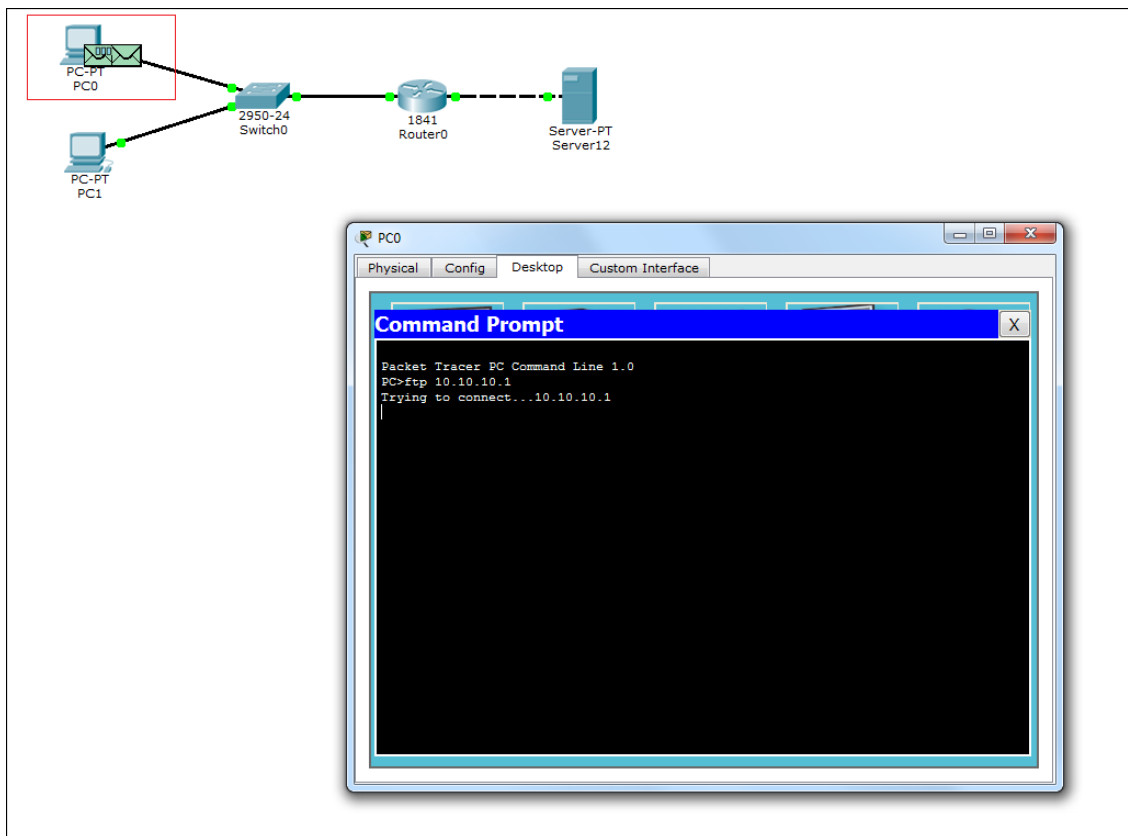 PC-PT
PC0
2950-24
Switch0
1841
Router0
Server-PT
Server12
PC-PT
PC1
PC0
Physical Config Desktop Custom Interface
Command Prompt X
Packet Tracer PC Command Line 1.0
PC>ftp 10.10.10.1
Trying to connect...10.10.10.1